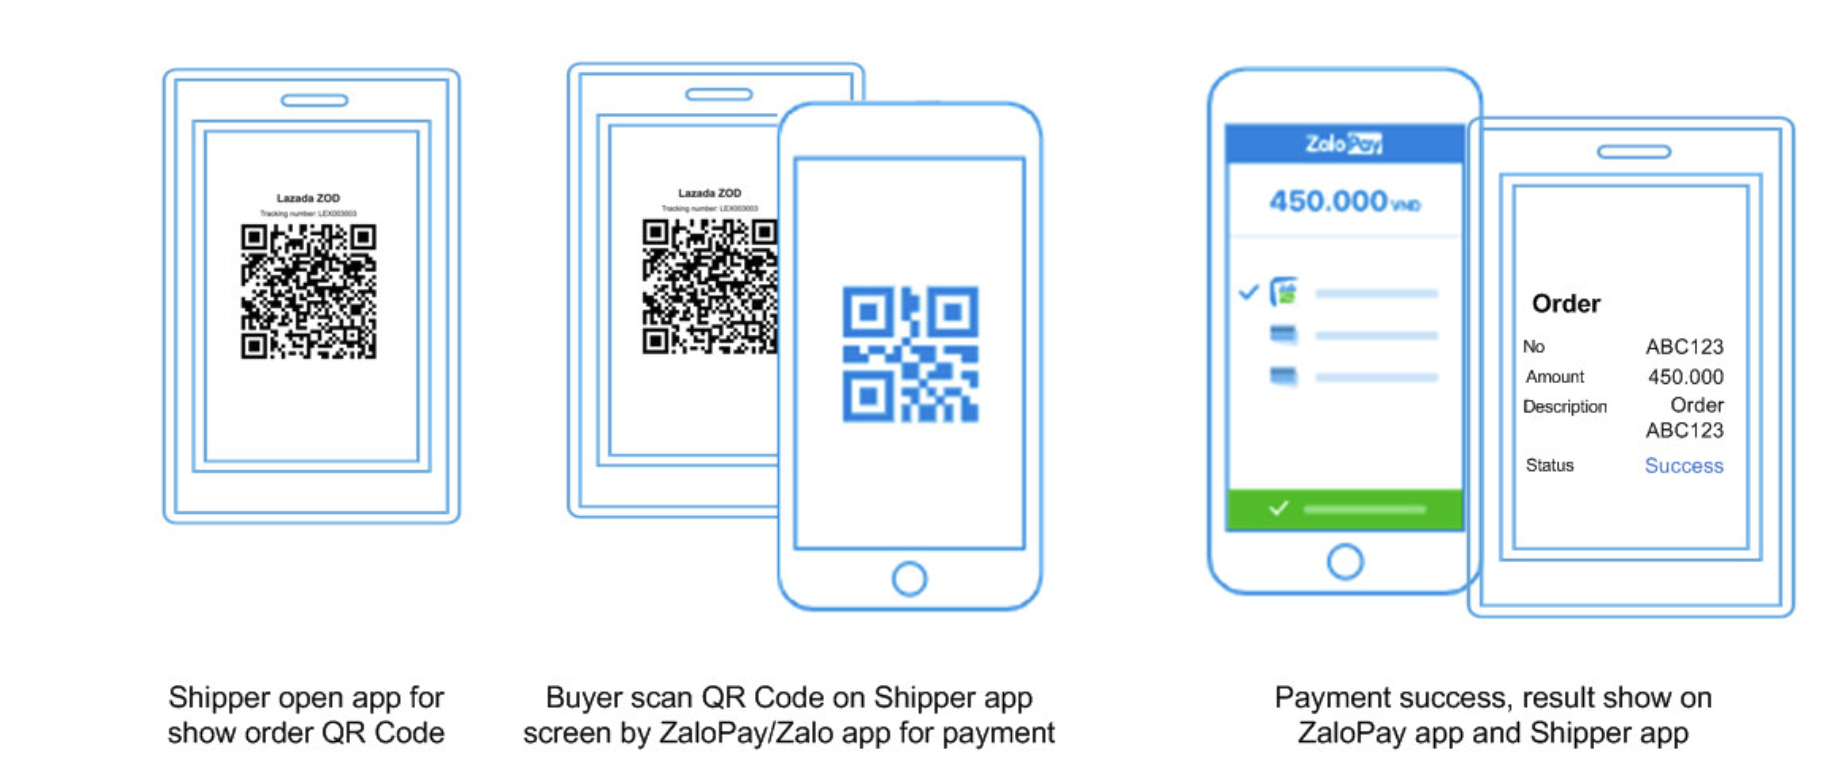 Lazada ZOD
Tracking number: LEX003003
Shipper open app for
show order QR Code
Lazada ZOD
Tracking number: LEX003003
Buyer scan QR Code on Shipper app
screen by ZaloPay/Zalo app for payment
ZaloPay
450.000 VND
Order
No ABC123
Amount 450.000
Description Order
ABC123
Status Success
Payment success, result show on
ZaloPay app and Shipper app